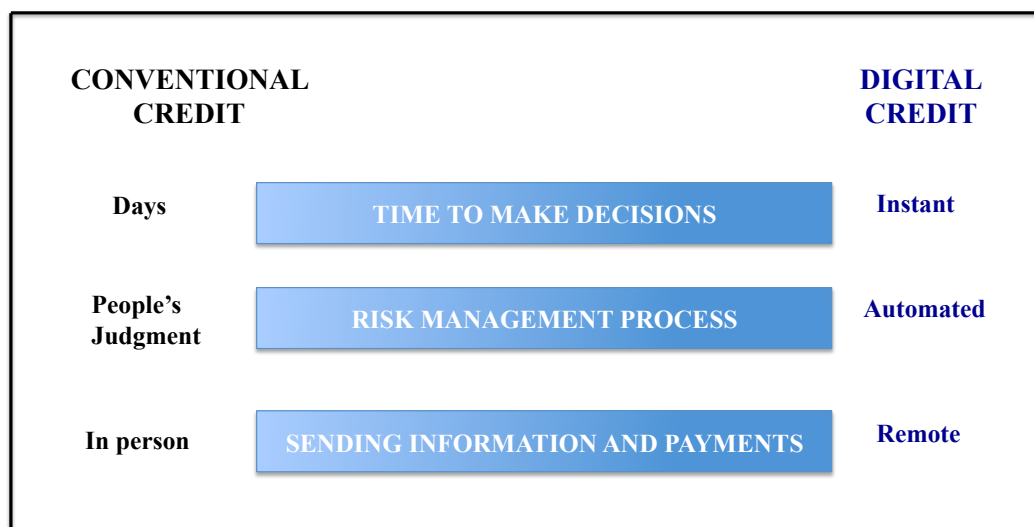 CONVENTIONAL
CREDIT
DIGITAL
CREDIT
Days
TIME TO MAKE DECISIONS
Instant
People’s
Judgment
RISK MANAGEMENT PROCESS
Automated
In person
SENDING INFORMATION AND PAYMENTS
Remote